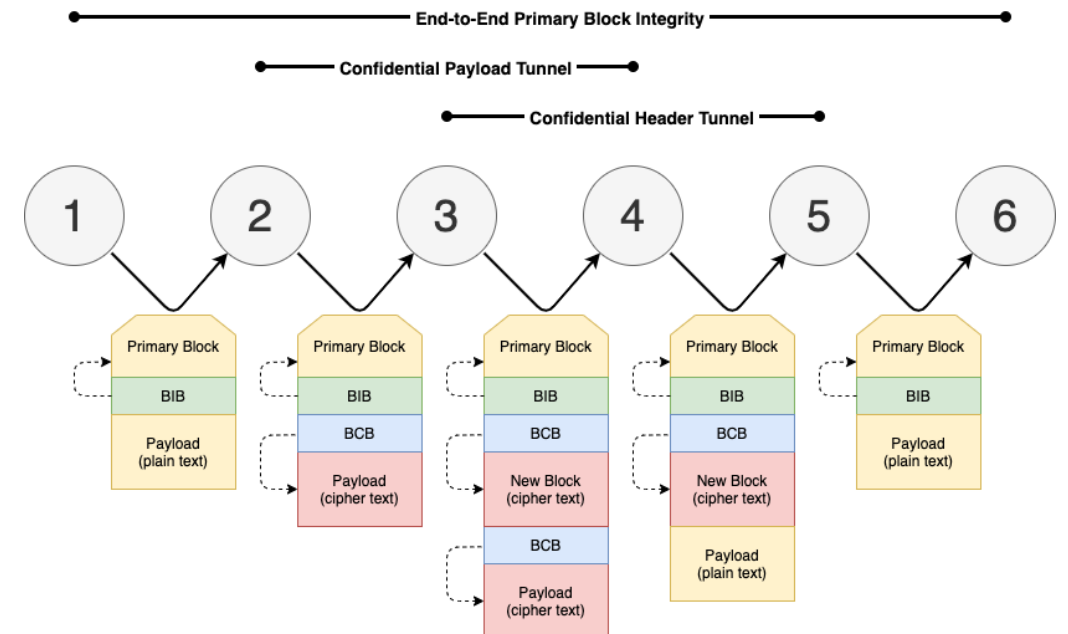 End-to-End Primary Block Integrity
Confidential Payload Tunnel
Confidential Header Tunnel
1
2
3
4
5
6
Primary Block
BIB
Payload
(plain text)
Primary Block
BIB
BCB
Payload
(cipher text)
Primary Block
BIB
BCB
New Block
(cipher text)
BCB
Payload
(cipher text)
Primary Block
BIB
BCB
New Block
(cipher text)
Payload
(plain text)
Primary Block
BIB
Payload
(plain text)